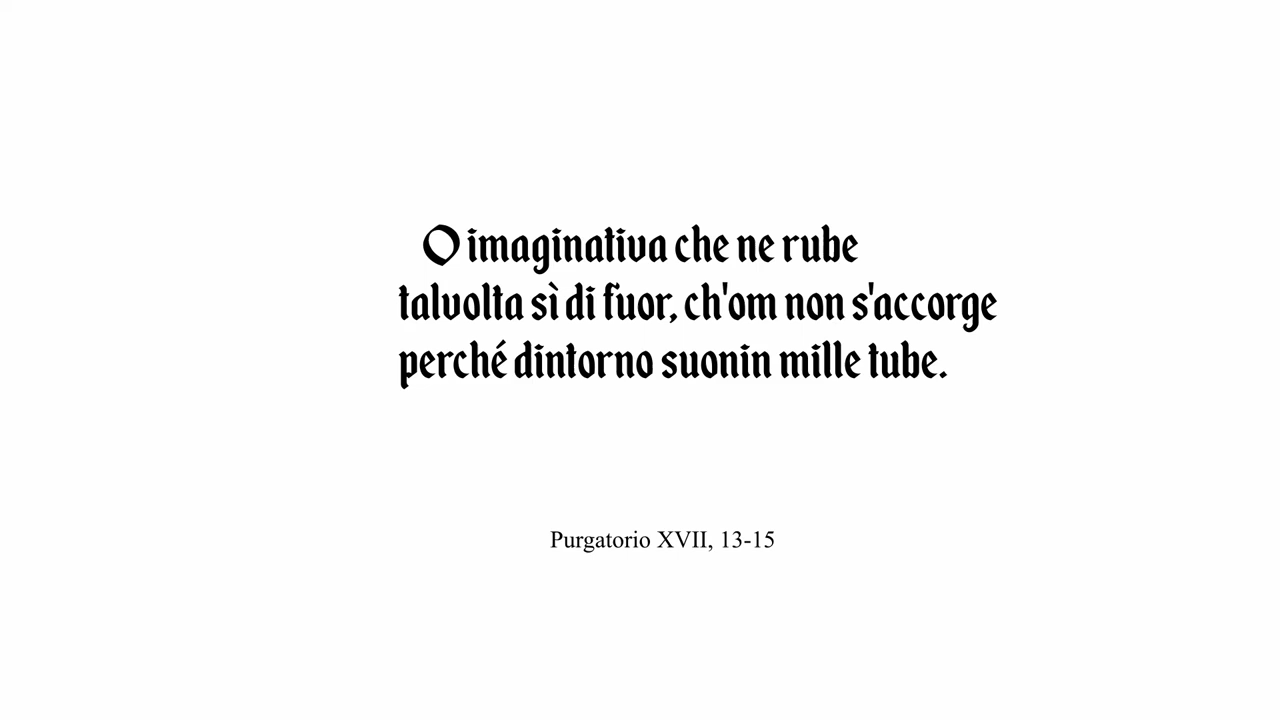 O imaginativa che ne rube
talvolta sì di fuor, ch'om non s'accorge
perché dintorno suonin mille tube.
Purgatorio XVII, 13-15